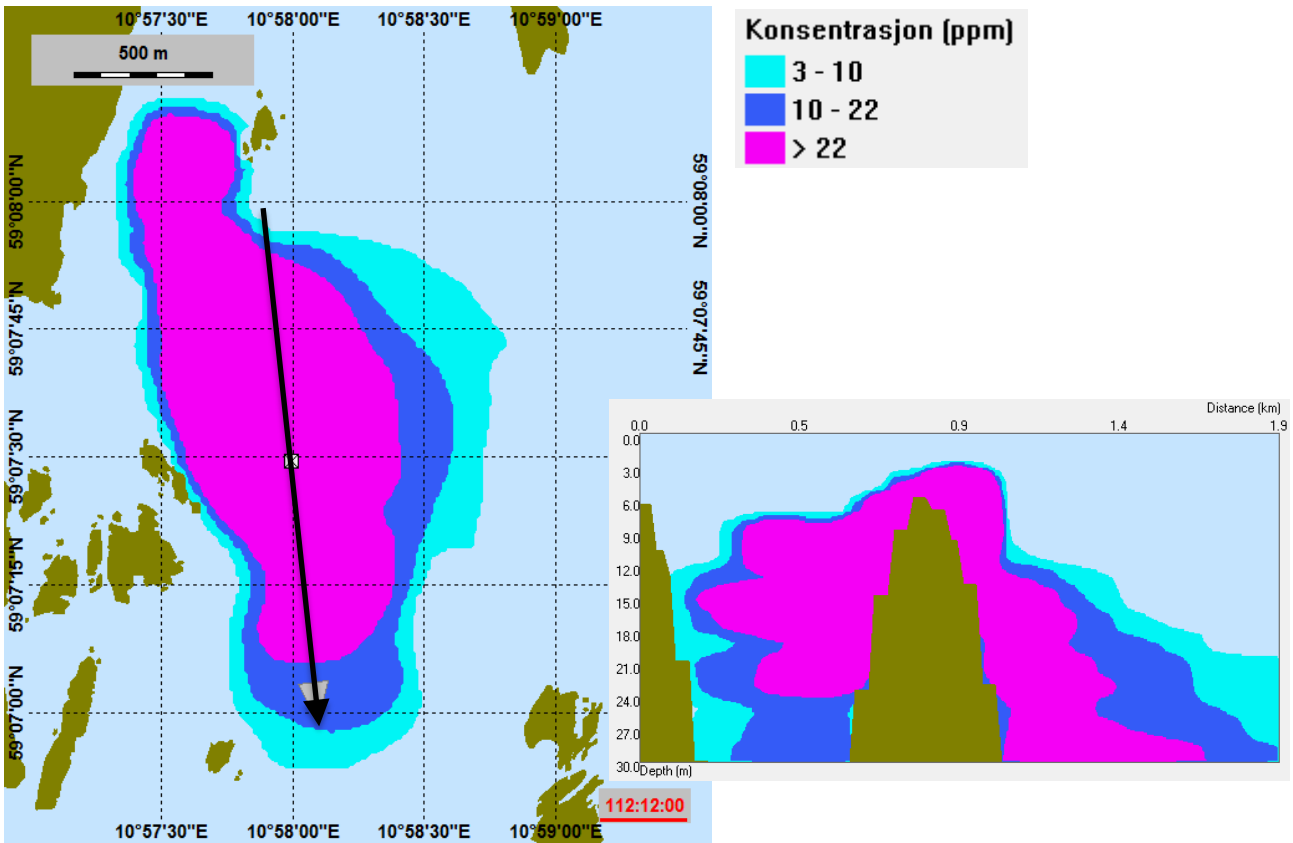 10°57'30"E 10°58'00"E 10°58'30"E 10°59'00"E
500 m
59°08'00"N
59°07'45"N
59°07'30"N
59°07'15"N
59°07'00"N
59°08'00"N
59°07'45"N
10°57'30"E 10°58'00"E 10°58'30"E 10°59'00"E
112:12:00
Konsentrasjon (ppm)
3 - 10
10 - 22
> 22
Distance (km)
0.0 0.5 0.9 1.4 1.9
0.0
3.0
6.0
9.0
12.0
15.0
18.0
21.0
24.0
27.0
30.0 Depth (m)